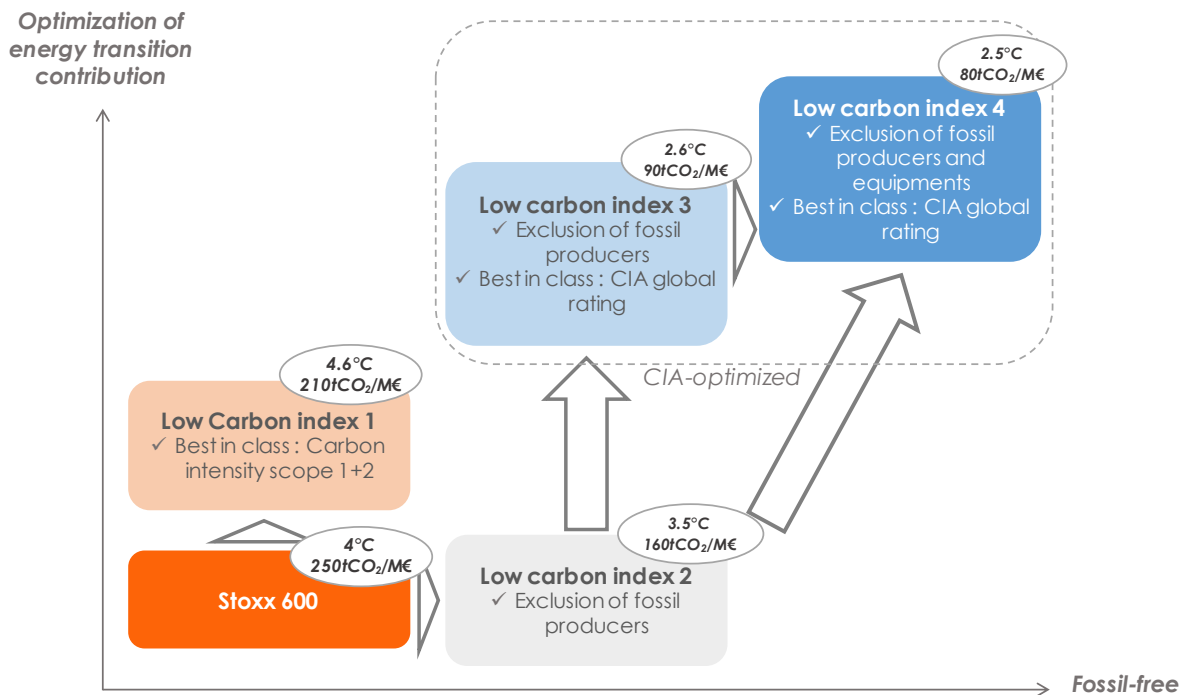 Optimization of
energy transition
contribution
2.5°C
80tCO₂/M€
Low carbon index 4
✓ Exclusion of fossil
producers and
equipments
✓ Best in class : CIA global
rating
2.6°C
90tCO₂/M€
Low carbon index 3
✓ Exclusion of fossil
producers
✓ Best in class : CIA global
rating
CIA-optimized
4.6°C
210tCO₂/M€
Low Carbon index 1
✓ Best in class : Carbon
intensity scope 1+2
4°C
250tCO₂/M€
Stoxx 600
3.5°C
160tCO₂/M€
Low carbon index 2
✓ Exclusion of fossil
producers
Fossil-free